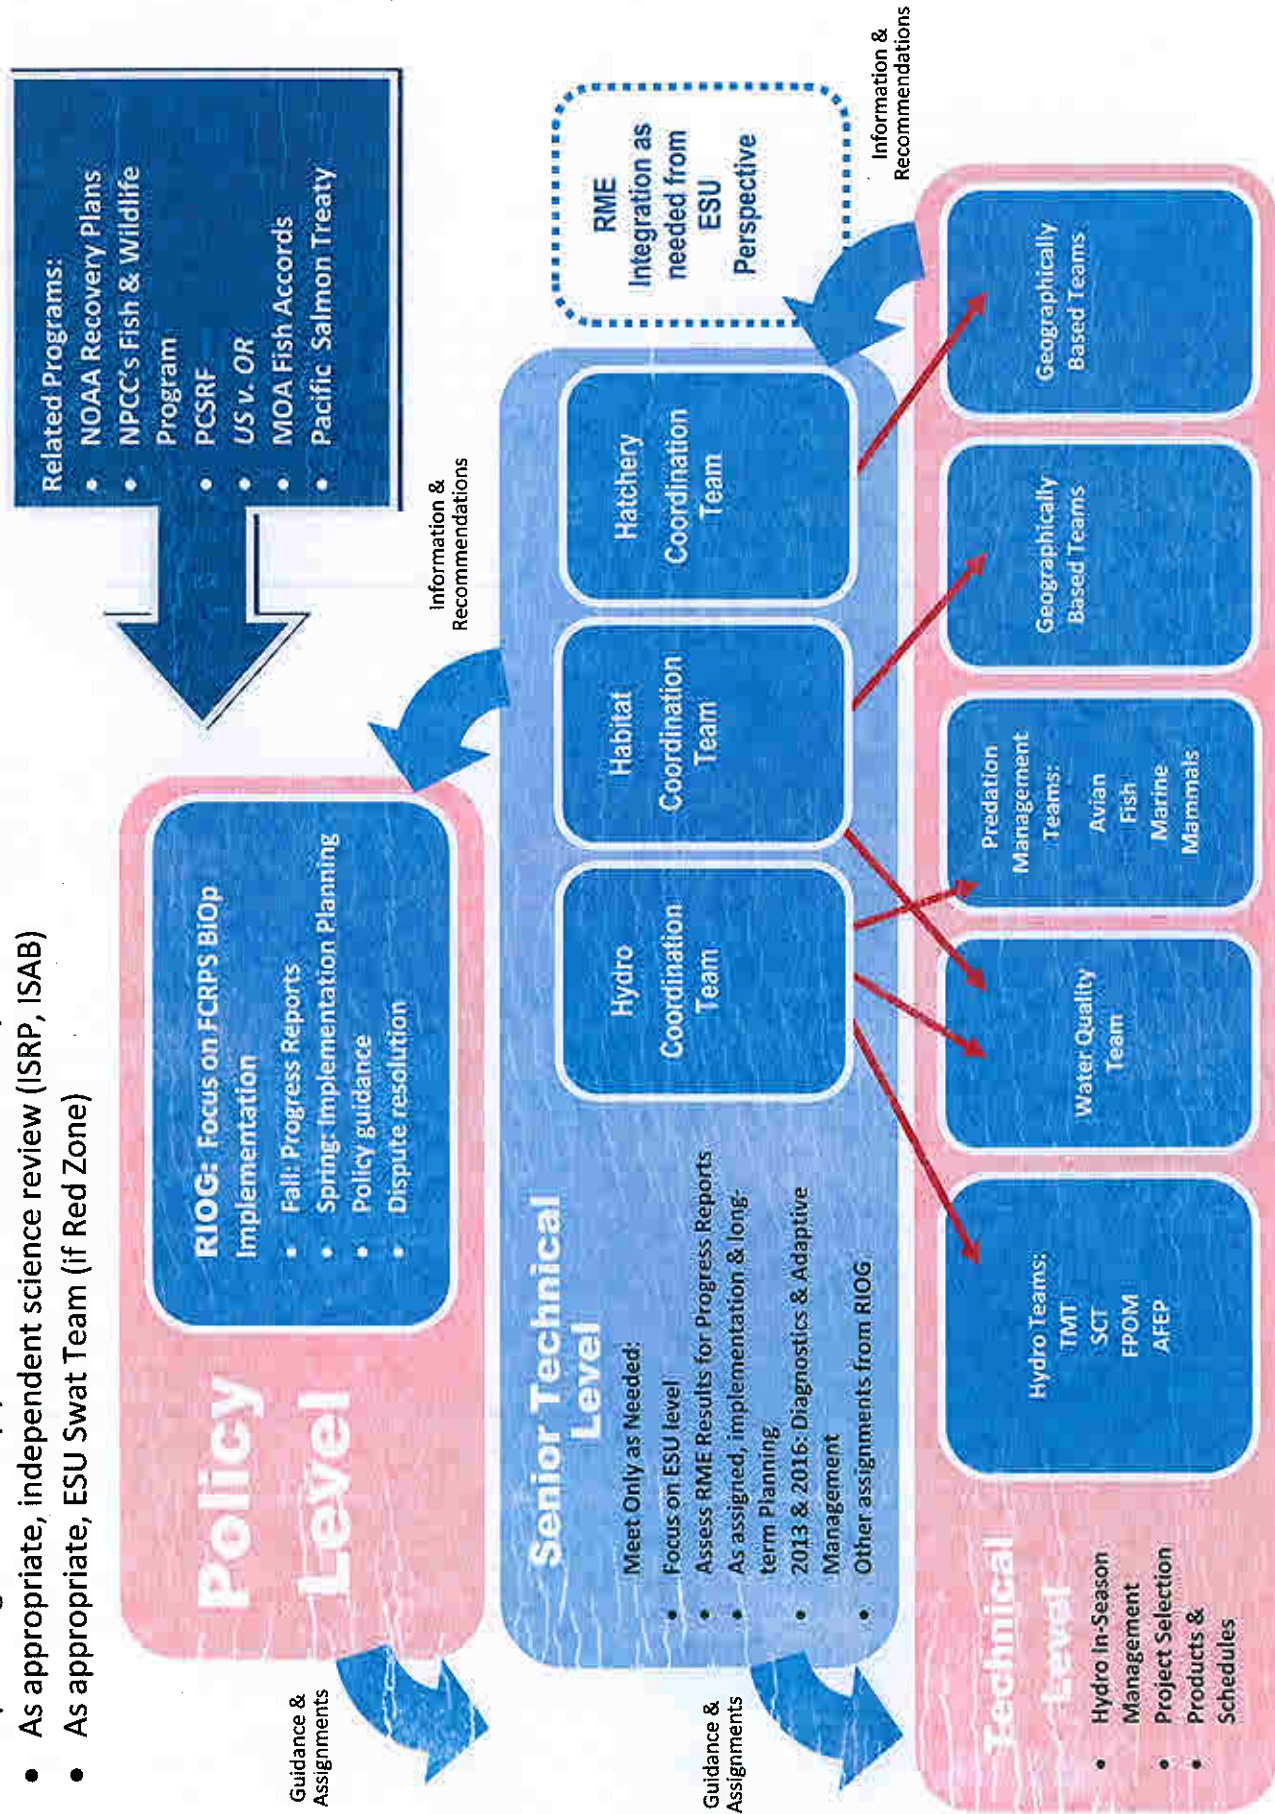 • As appropriate, independent science review (ISRP, ISAB)
• As appropriate, ESU Swat Team (if Red Zone)
Related Programs:
• NOAA Recovery Plans
• NPCC's Fish & Wildlife
Program
• PCSRF
• US v. OR
• MOA Fish Accords
• Pacific Salmon Treaty
Policy
Level
RIOG: Focus on FCRPS BiOp
Implementation
• Fall: Progress Reports
• Spring: Implementation Planning
• Policy guidance
• Dispute resolution
Guidance &
Assignments
Information &
Recommendations
Senior Technical
Level
Meet Only as Needed:
• Focus on ESU level
• Assess RME Results for Progress Reports
• As assigned, implementation & long-
term Planning
• 2013 & 2016: Diagnostics & Adaptive
Management
• Other assignments from RIOG
Hydro
Coordination
Team
Habitat
Coordination
Team
Hatchery
Coordination
Team
RME
Integration as
needed from
ESU
Perspective
Guidance &
Assignments
Information &
Recommendations
Technical
Level
• Hydro In-Season
Management
• Project Selection
• Products &
Schedules
Hydro Teams:
TMT
SCT
FPOM
AFEP
Water Quality
Team
Predation
Management
Teams:
Avian
Fish
Marine
Mammals
Geographically
Based Teams
Geographically
Based Teams